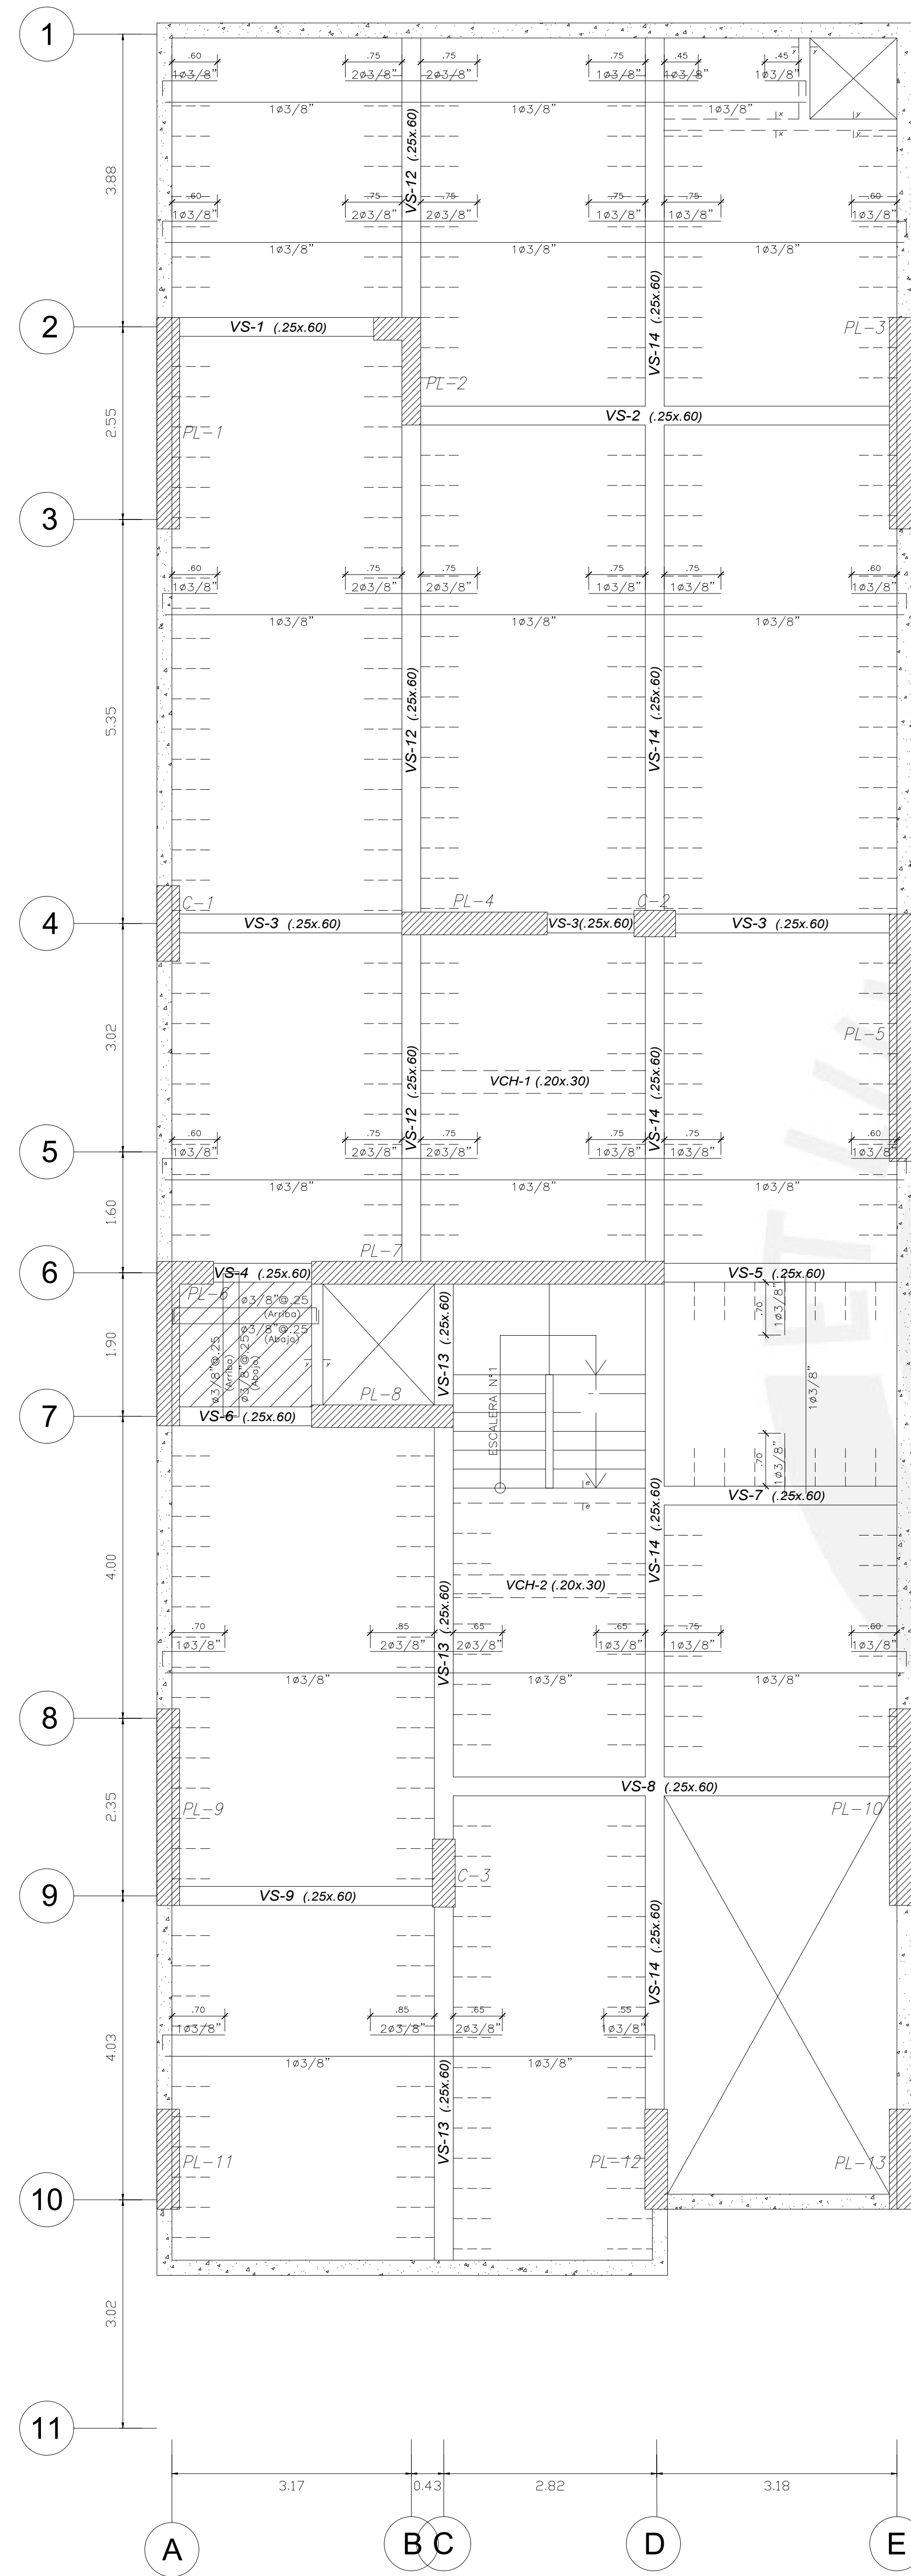 1
.60 .75 .75 .75 .45 .45
1ø3/8" 2ø3/8" 2ø3/8" 1ø3/8" 1ø3/8" 1ø3/8"
y y
1ø3/8" 1ø3/8" 1ø3/8"
x y
x y
VS-12 (.25x.60)
3.88
.60 .75 .75 .75 .75 .60
1ø3/8" 2ø3/8" 2ø3/8" 1ø3/8" 1ø3/8" 1ø3/8"
1ø3/8" 1ø3/8" 1ø3/8"
VS-14 (.25x.60)
2
VS-1 (.25x.60)
PL-3
PL-2
VS-2 (.25x.60)
PL-1
2.55
3
.60 .75 .75 .75 .75 .60
1ø3/8" 2ø3/8" 2ø3/8" 1ø3/8" 1ø3/8" 1ø3/8"
1ø3/8" 1ø3/8" 1ø3/8"
5.35
VS-12 (.25x.60)
VS-14 (.25x.60)
C-1
PL-4
C-2
4
VS-3 (.25x.60)
VS-3(.25x.60)
VS-3 (.25x.60)
3.02
PL-5
VCH-1 (.20x.30)
VS-12 (.25x.60)
VS-14 (.25x.60)
5
.60 .75 .75 .75 .75 .60
1ø3/8" 2ø3/8" 2ø3/8" 1ø3/8" 1ø3/8" 1ø3/8"
1ø3/8" 1ø3/8" 1ø3/8"
1.60
PL-7
6
VS-4 (.25x.60)
VS-5 (.25x.60)
PL-6
ø3/8"@.25
(Arriba)
ø3/8"@.25
(Abajo)
ø3/8"@.25
(Arriba)
ø3/8"@.25
(Abajo)
y y
1.90
VS-13 (.25x.60)
.70
1ø3/8"
1ø3/8"
PL-8
7
VS-6 (.25x.60)
ESCALERA N°1
.70
1ø3/8"
e
e
VS-7 (.25x.60)
VS-14 (.25x.60)
4.00
VCH-2 (.20x.30)
VS-13 (.25x.60)
.70 .85 .65 .65 .75 .60
1ø3/8" 2ø3/8" 2ø3/8" 1ø3/8" 1ø3/8" 1ø3/8"
1ø3/8" 1ø3/8" 1ø3/8"
8
VS-8 (.25x.60)
2.35
PL-9
PL-10
C-3
9
VS-9 (.25x.60)
VS-14 (.25x.60)
.70 .85 .65 .55
1ø3/8" 2ø3/8" 2ø3/8" 1ø3/8"
1ø3/8" 1ø3/8"
4.03
VS-13 (.25x.60)
PL-11
PL-12
PL-13
10
3.02
11
3.17 0.43 2.82 3.18
A B C D E